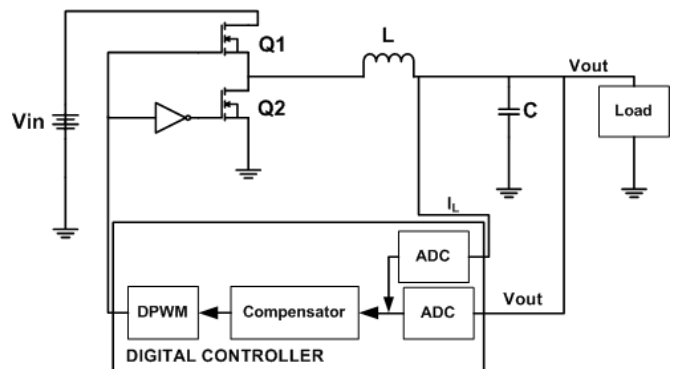 Q1
L
Vout
Q2
Vin
C
Load
IL
ADC
Vout
DPWM
Compensator
ADC
DIGITAL CONTROLLER